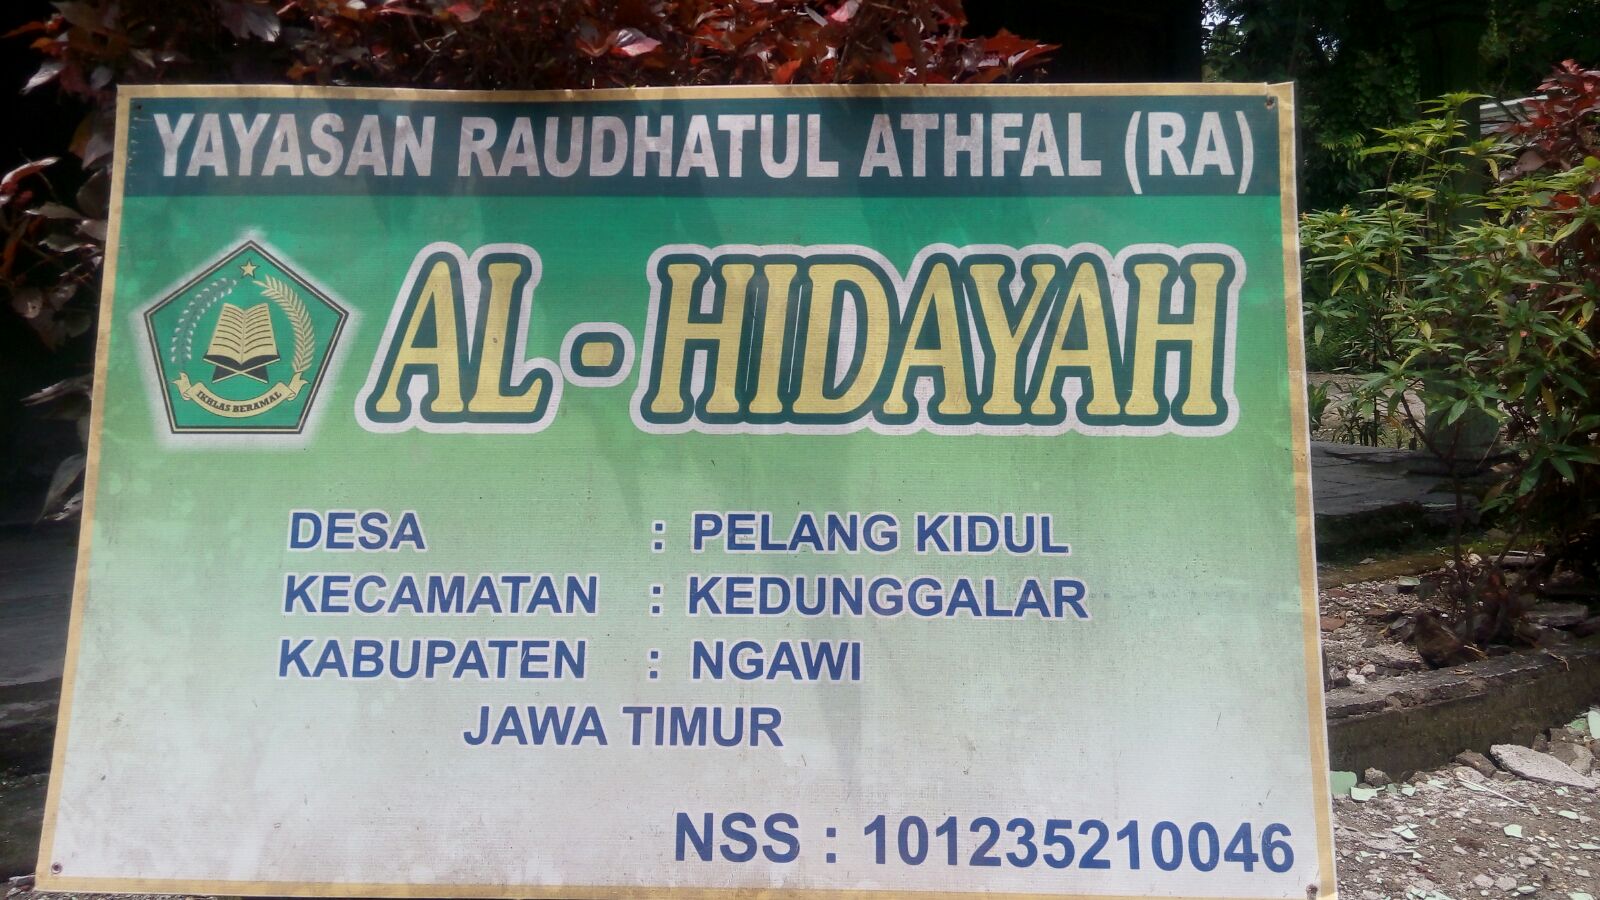 YAYASAN RAUDHATUL ATHFAL (RA)
AL-HIDAYAH
IKHLAS BERAMAL
DESA : PELANG KIDUL
KECAMATAN : KEDUNGGALAR
KABUPATEN : NGAWI
JAWA TIMUR
NSS : 101235210046